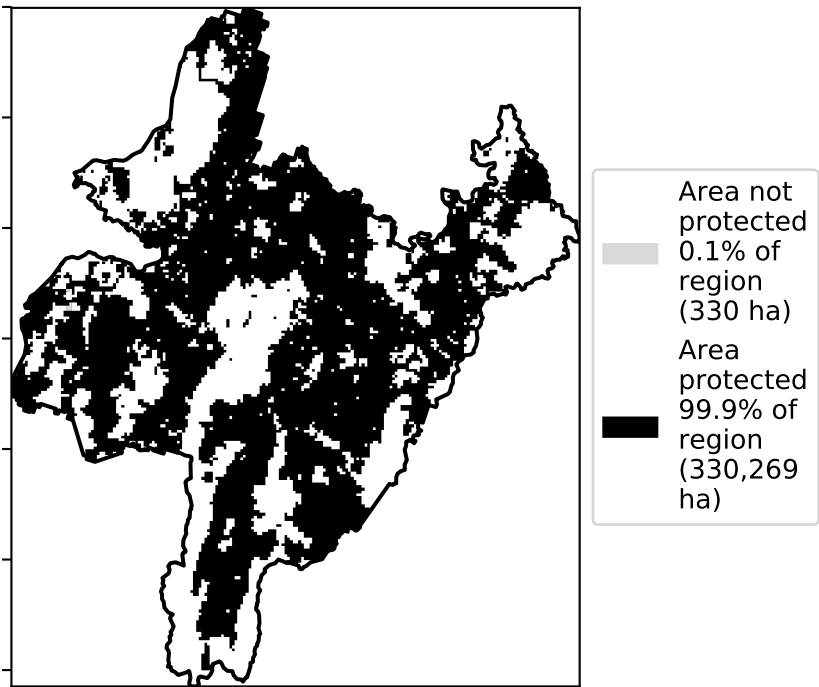 Area not
protected
0.1% of
region
(330 ha)
Area
protected
99.9% of
region
(330,269
ha)